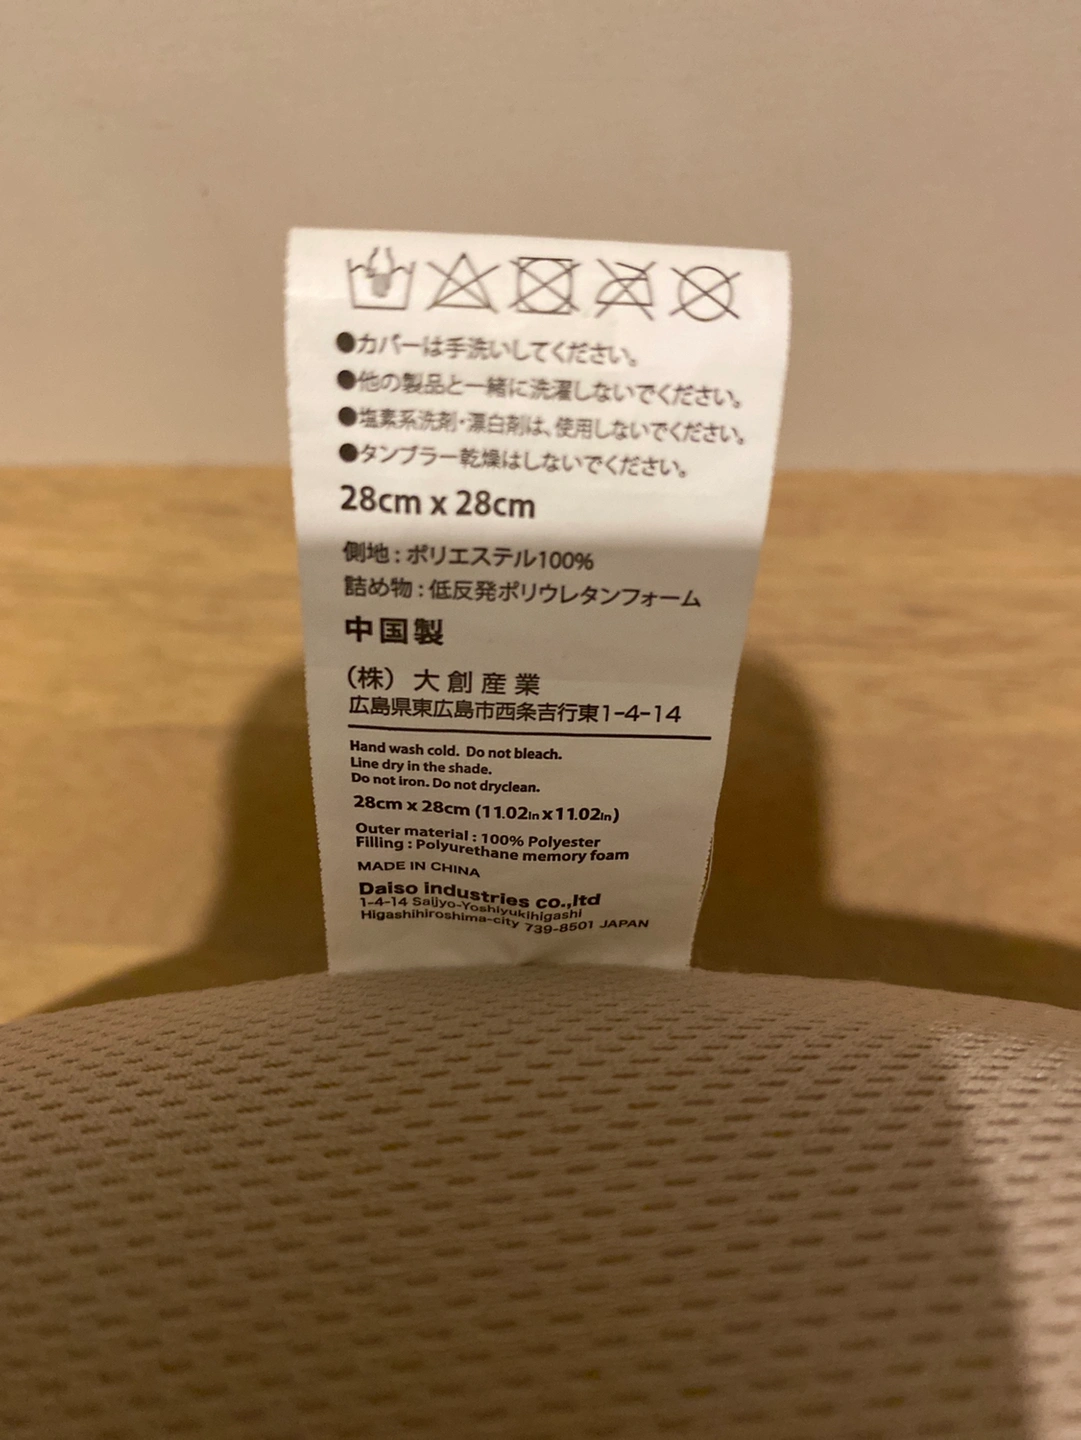 ●カバーは手洗いしてください。
●他の製品と一緒に洗濯しないでください。
●塩素系洗剤・漂白剤は、使用しないでください。
●タンブラー乾燥はしないでください。
28cm x 28cm
側地:ポリエステル100%
詰め物:低反発ポリウレタンフォーム
中国製
(株)大創産業
広島県東広島市西条吉行東1-4-14
Hand wash cold. Do not bleach.
Line dry in the shade.
Do not iron. Do not dryclean.
28cm x 28cm (11.02in x 11.02in)
Outer material : 100% Polyester
Filling : Polyurethane memory foam
MADE IN CHINA
Daiso industries co.,ltd
1-4-14 Saijyo-Yoshiyukihigashi
Higashihiroshima-city 739-8501 JAPAN